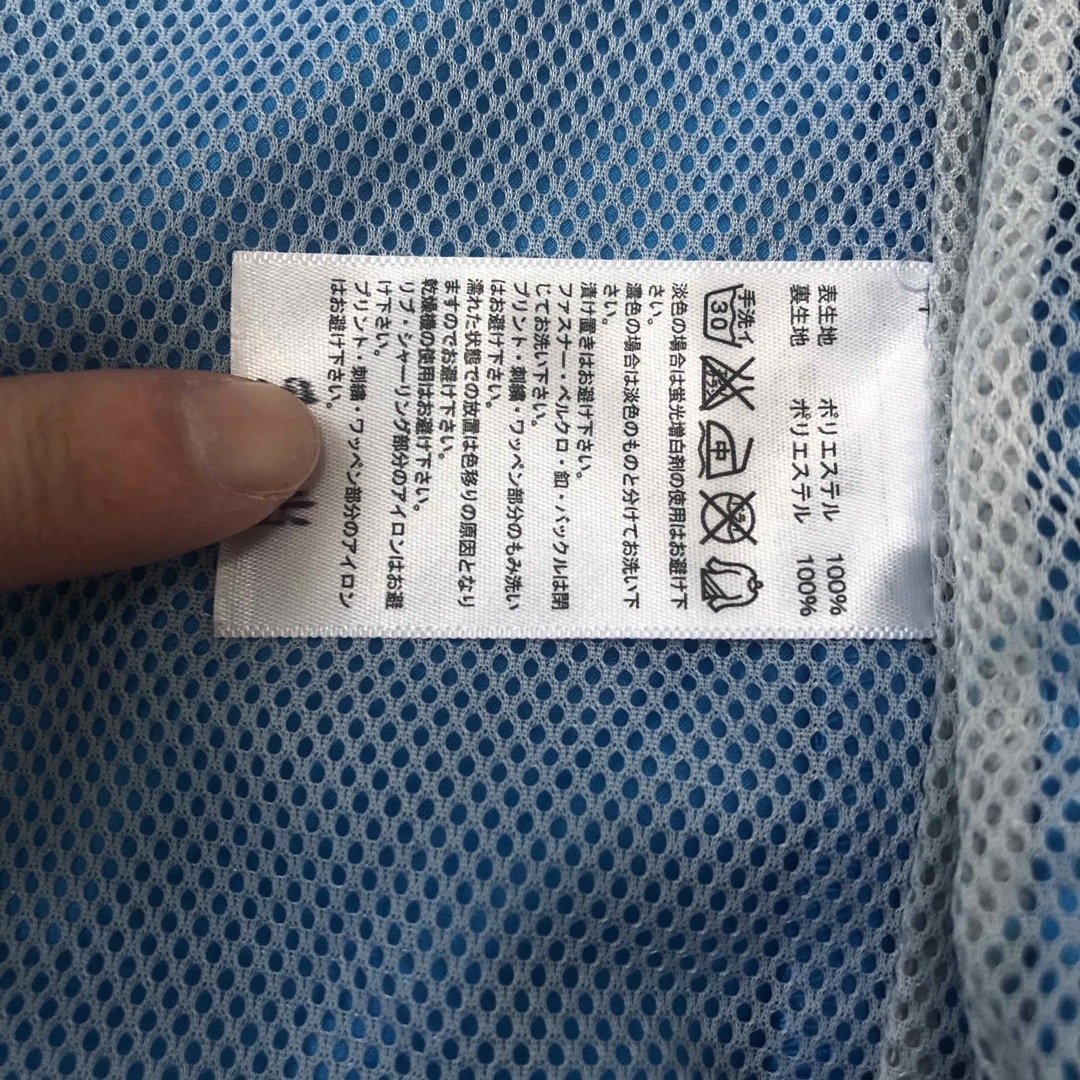 表生地　ポリエステル　100%
裏生地　ポリエステル　100%
手洗イ
30
中
淡色の場合は蛍光増白剤の使用はお避け下
さい。
濃色の場合は淡色のものと分けてお洗い下
さい。
漬け置きはお避け下さい。
ファスナー・ベルクロ・釦・バックルは閉
じてお洗い下さい。
プリント・刺繍・ワッペン部分のもみ洗い
はお避け下さい。
濡れた状態での放置は色移りの原因となり
ますのでお避け下さい。
乾燥機の使用はお避け下さい。
リブ・シャーリング部分のアイロンはお避
け下さい。
プリント・刺繍・ワッペン部分のアイロン
はお避け下さい。